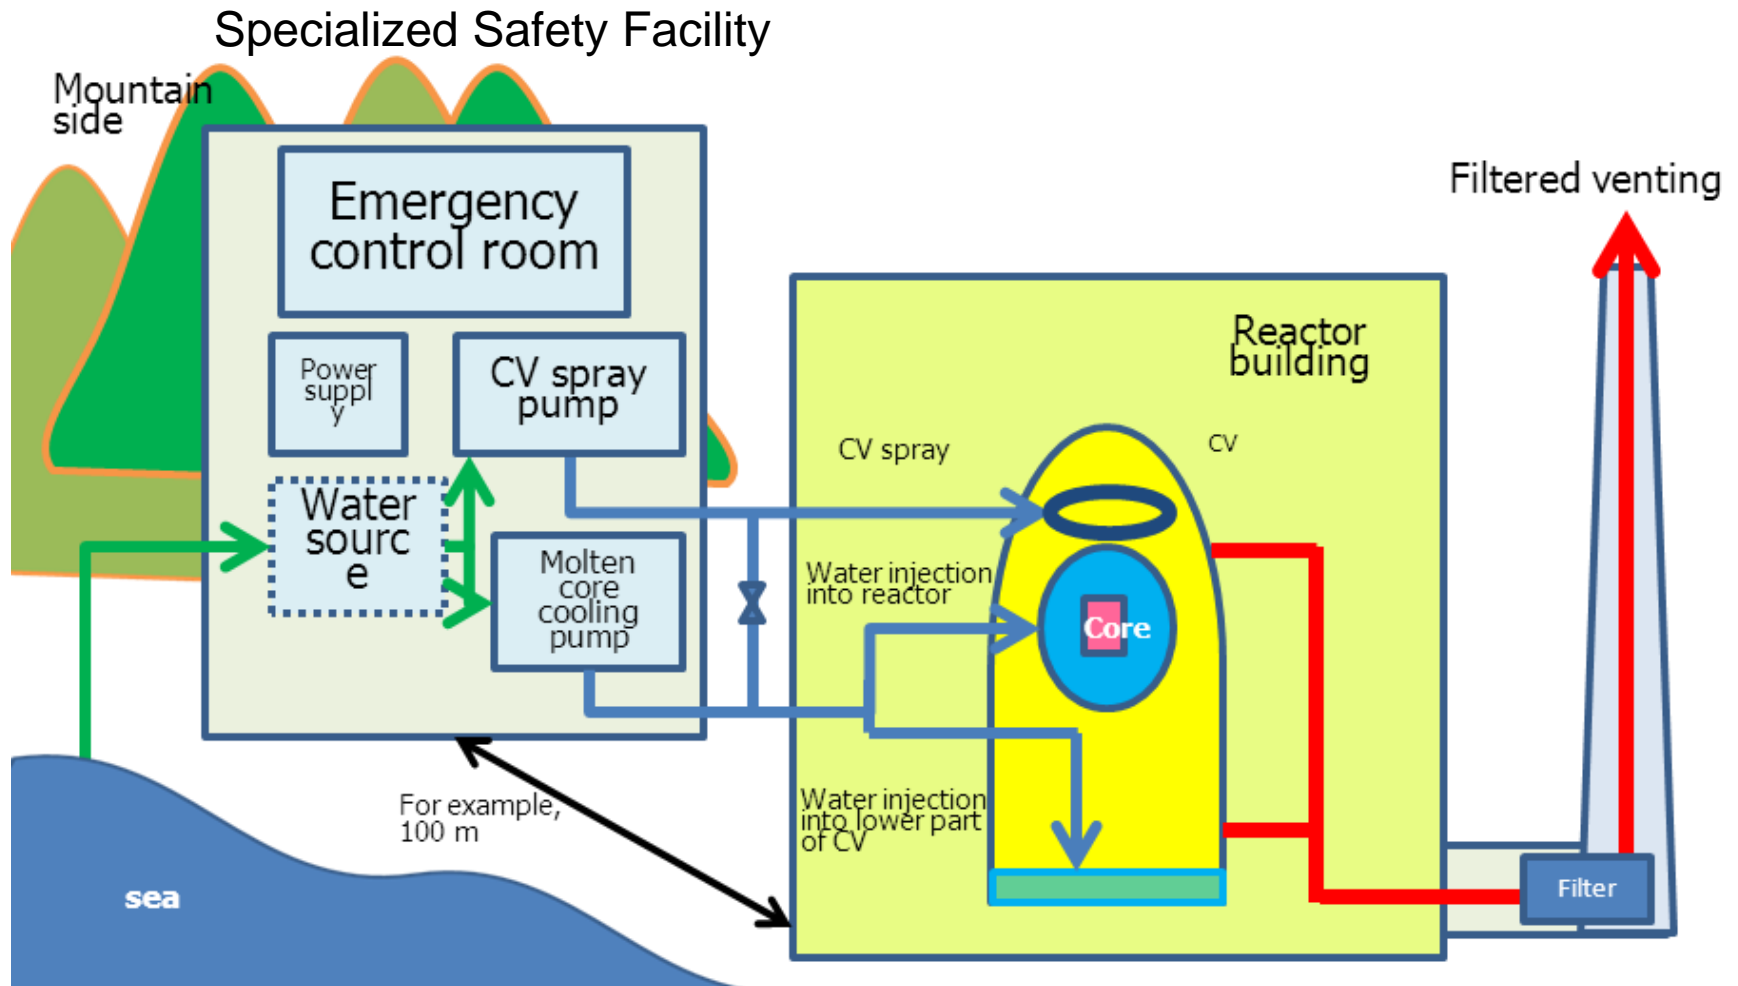 Specialized Safety Facility
Mountain
side
Emergency
control room
Power
suppl
y
CV spray
pump
Water
sourc
e
Molten
core
cooling
pump
For example,
100 m
sea
Reactor
building
CV spray
CV
Water injection
into reactor
Core
Water injection
into lower part
of CV
Filtered venting
Filter